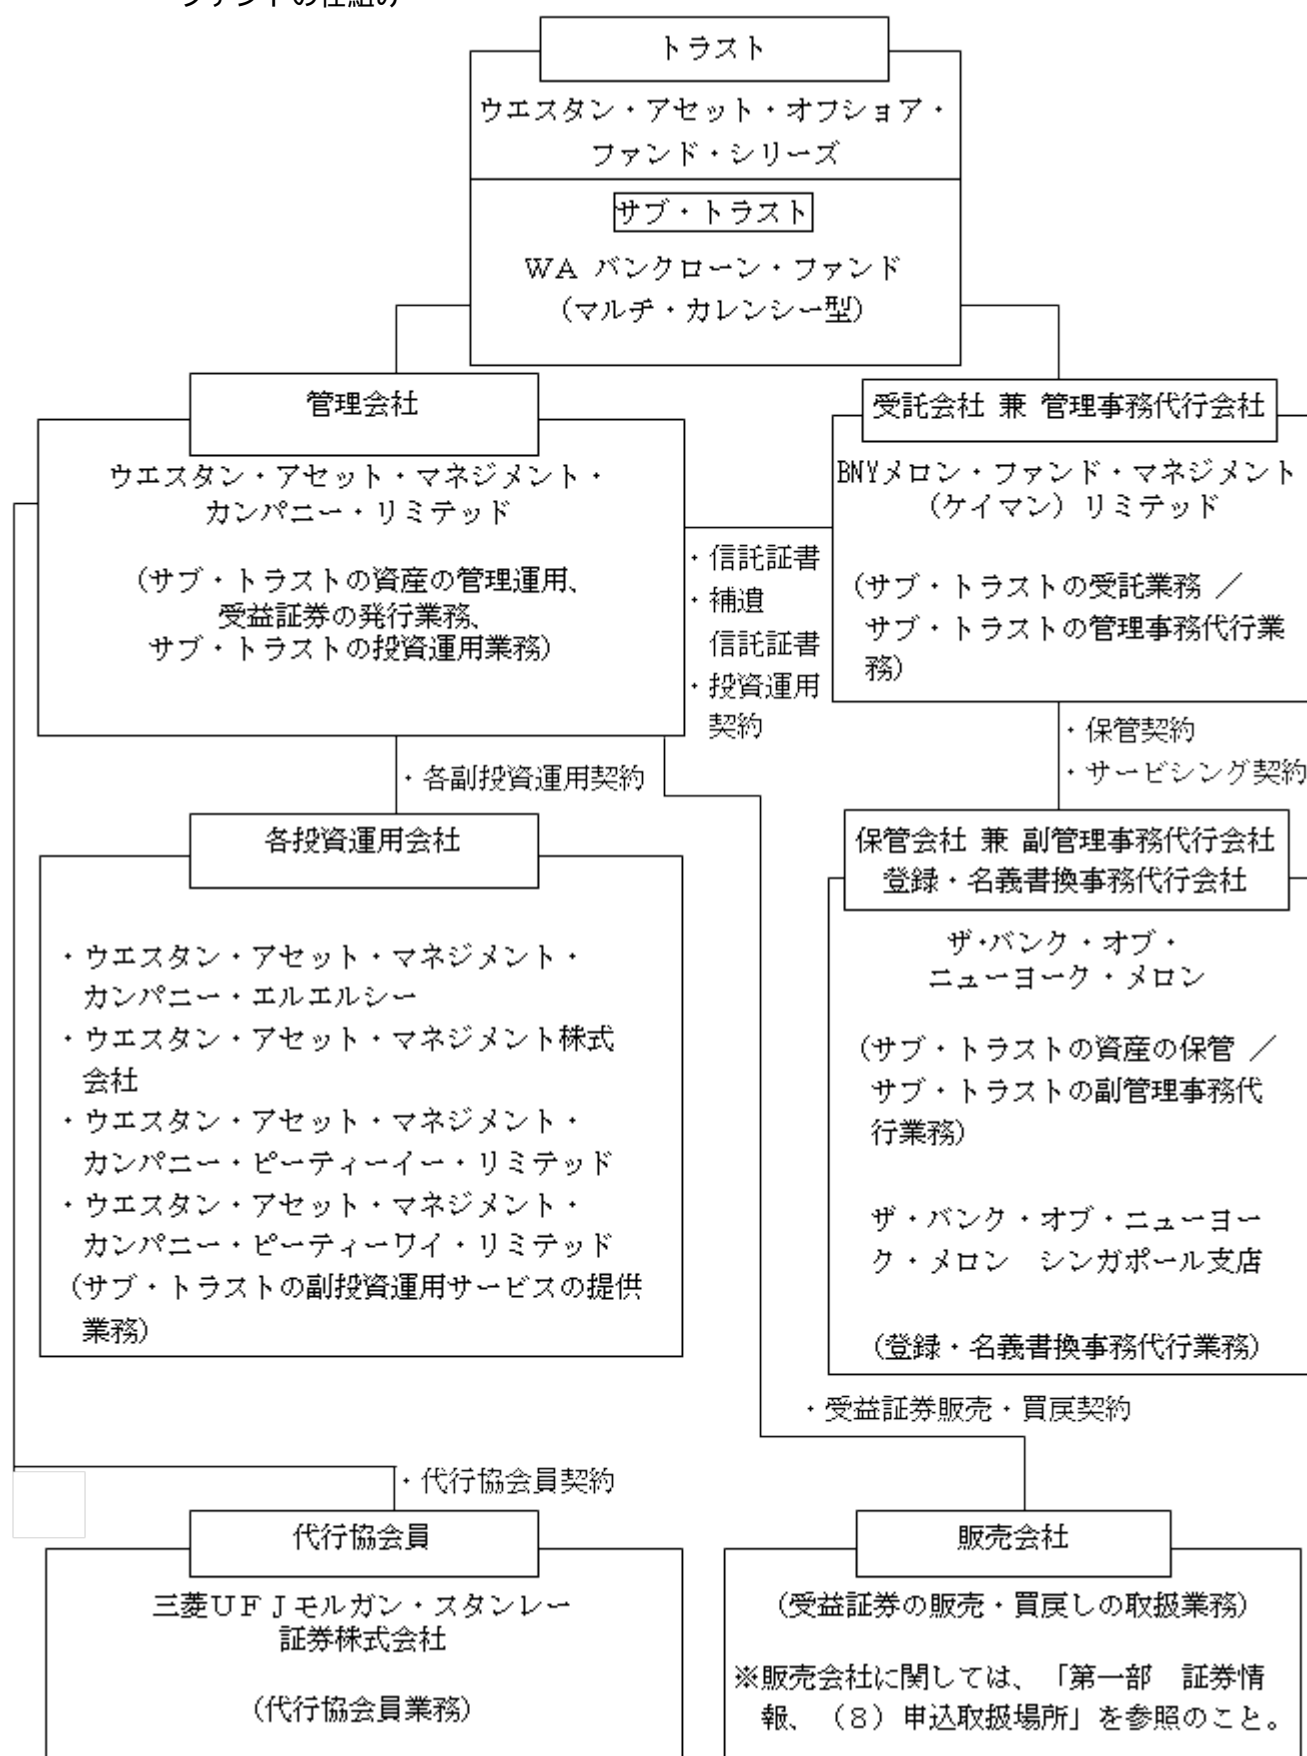 ファンドの仕組み
トラスト
ウエスタン・アセット・オフショア・
ファンド・シリーズ
サブ・トラスト
WA バンクローン・ファンド
(マルチ・カレンシー型)
管理会社
ウエスタン・アセット・マネジメント・
カンパニー・リミテッド
(サブ・トラストの資産の管理運用、
受益証券の発行業務、
サブ・トラストの投資運用業務)
・信託証書
・補遺
信託証書
・投資運用
契約
受託会社 兼 管理事務代行会社
BNYメロン・ファンド・マネジメント
(ケイマン) リミテッド
(サブ・トラストの受託業務 /
サブ・トラストの管理事務代行業
務)
・各副投資運用契約
・保管契約
・サービシング契約
各投資運用会社
・ウエスタン・アセット・マネジメント・
カンパニー・エルエルシー
・ウエスタン・アセット・マネジメント株式
会社
・ウエスタン・アセット・マネジメント・
カンパニー・ピーティーイー・リミテッド
・ウエスタン・アセット・マネジメント・
カンパニー・ピーティーワイ・リミテッド
(サブ・トラストの副投資運用サービスの提供
業務)
保管会社 兼 副管理事務代行会社
登録・名義書換事務代行会社
ザ・バンク・オブ・
ニューヨーク・メロン
(サブ・トラストの資産の保管 /
サブ・トラストの副管理事務代
行業務)
ザ・バンク・オブ・ニューヨー
ク・メロン シンガポール支店
(登録・名義書換事務代行業務)
・受益証券販売・買戻契約
・代行協会員契約
代行協会員
三菱UFJモルガン・スタンレー
証券株式会社
(代行協会員業務)
販売会社
(受益証券の販売・買戻しの取扱業務)
※販売会社に関しては、「第一部 証券情
報、(8)申込取扱場所」を参照のこと。